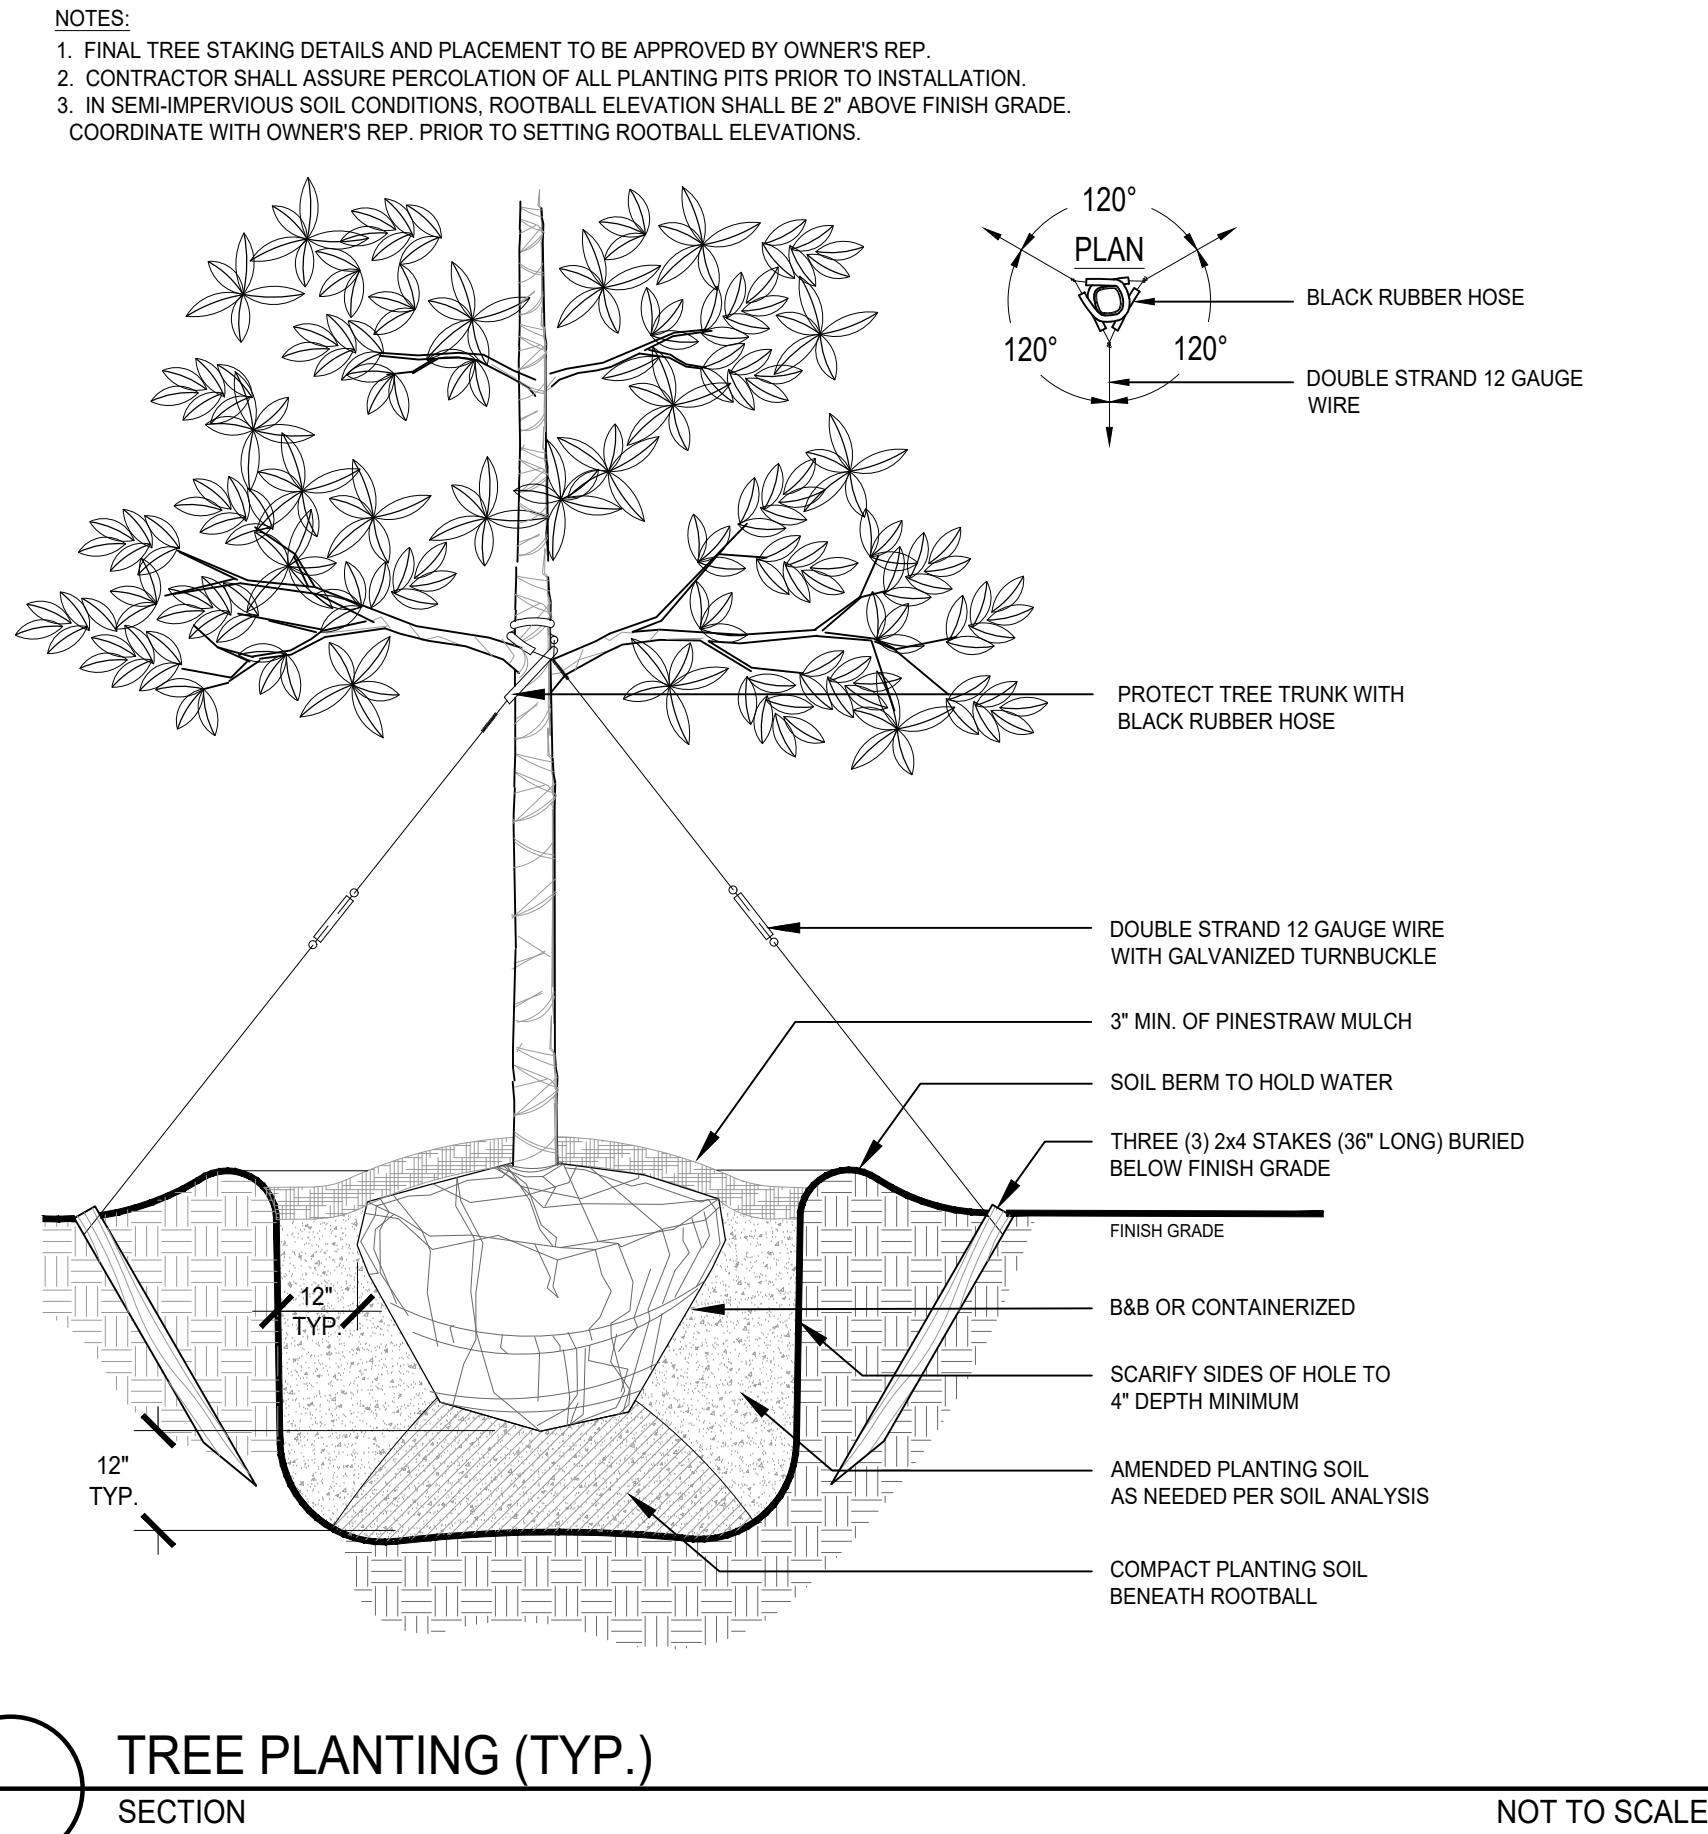 NOTES:
1. FINAL TREE STAKING DETAILS AND PLACEMENT TO BE APPROVED BY OWNER'S REP.
2. CONTRACTOR SHALL ASSURE PERCOLATION OF ALL PLANTING PITS PRIOR TO INSTALLATION.
3. IN SEMI-IMPERVIOUS SOIL CONDITIONS, ROOTBALL ELEVATION SHALL BE 2" ABOVE FINISH GRADE.
COORDINATE WITH OWNER'S REP. PRIOR TO SETTING ROOTBALL ELEVATIONS.
120°
PLAN
BLACK RUBBER HOSE
120°
120°
DOUBLE STRAND 12 GAUGE
WIRE
PROTECT TREE TRUNK WITH
BLACK RUBBER HOSE
DOUBLE STRAND 12 GAUGE WIRE
WITH GALVANIZED TURNBUCKLE
3" MIN. OF PINESTRAW MULCH
SOIL BERM TO HOLD WATER
THREE (3) 2x4 STAKES (36" LONG) BURIED
BELOW FINISH GRADE
FINISH GRADE
12"
TYP.
B&B OR CONTAINERIZED
SCARIFY SIDES OF HOLE TO
4" DEPTH MINIMUM
12"
TYP.
AMENDED PLANTING SOIL
AS NEEDED PER SOIL ANALYSIS
COMPACT PLANTING SOIL
BENEATH ROOTBALL
TREE PLANTING (TYP.)
SECTION
NOT TO SCALE